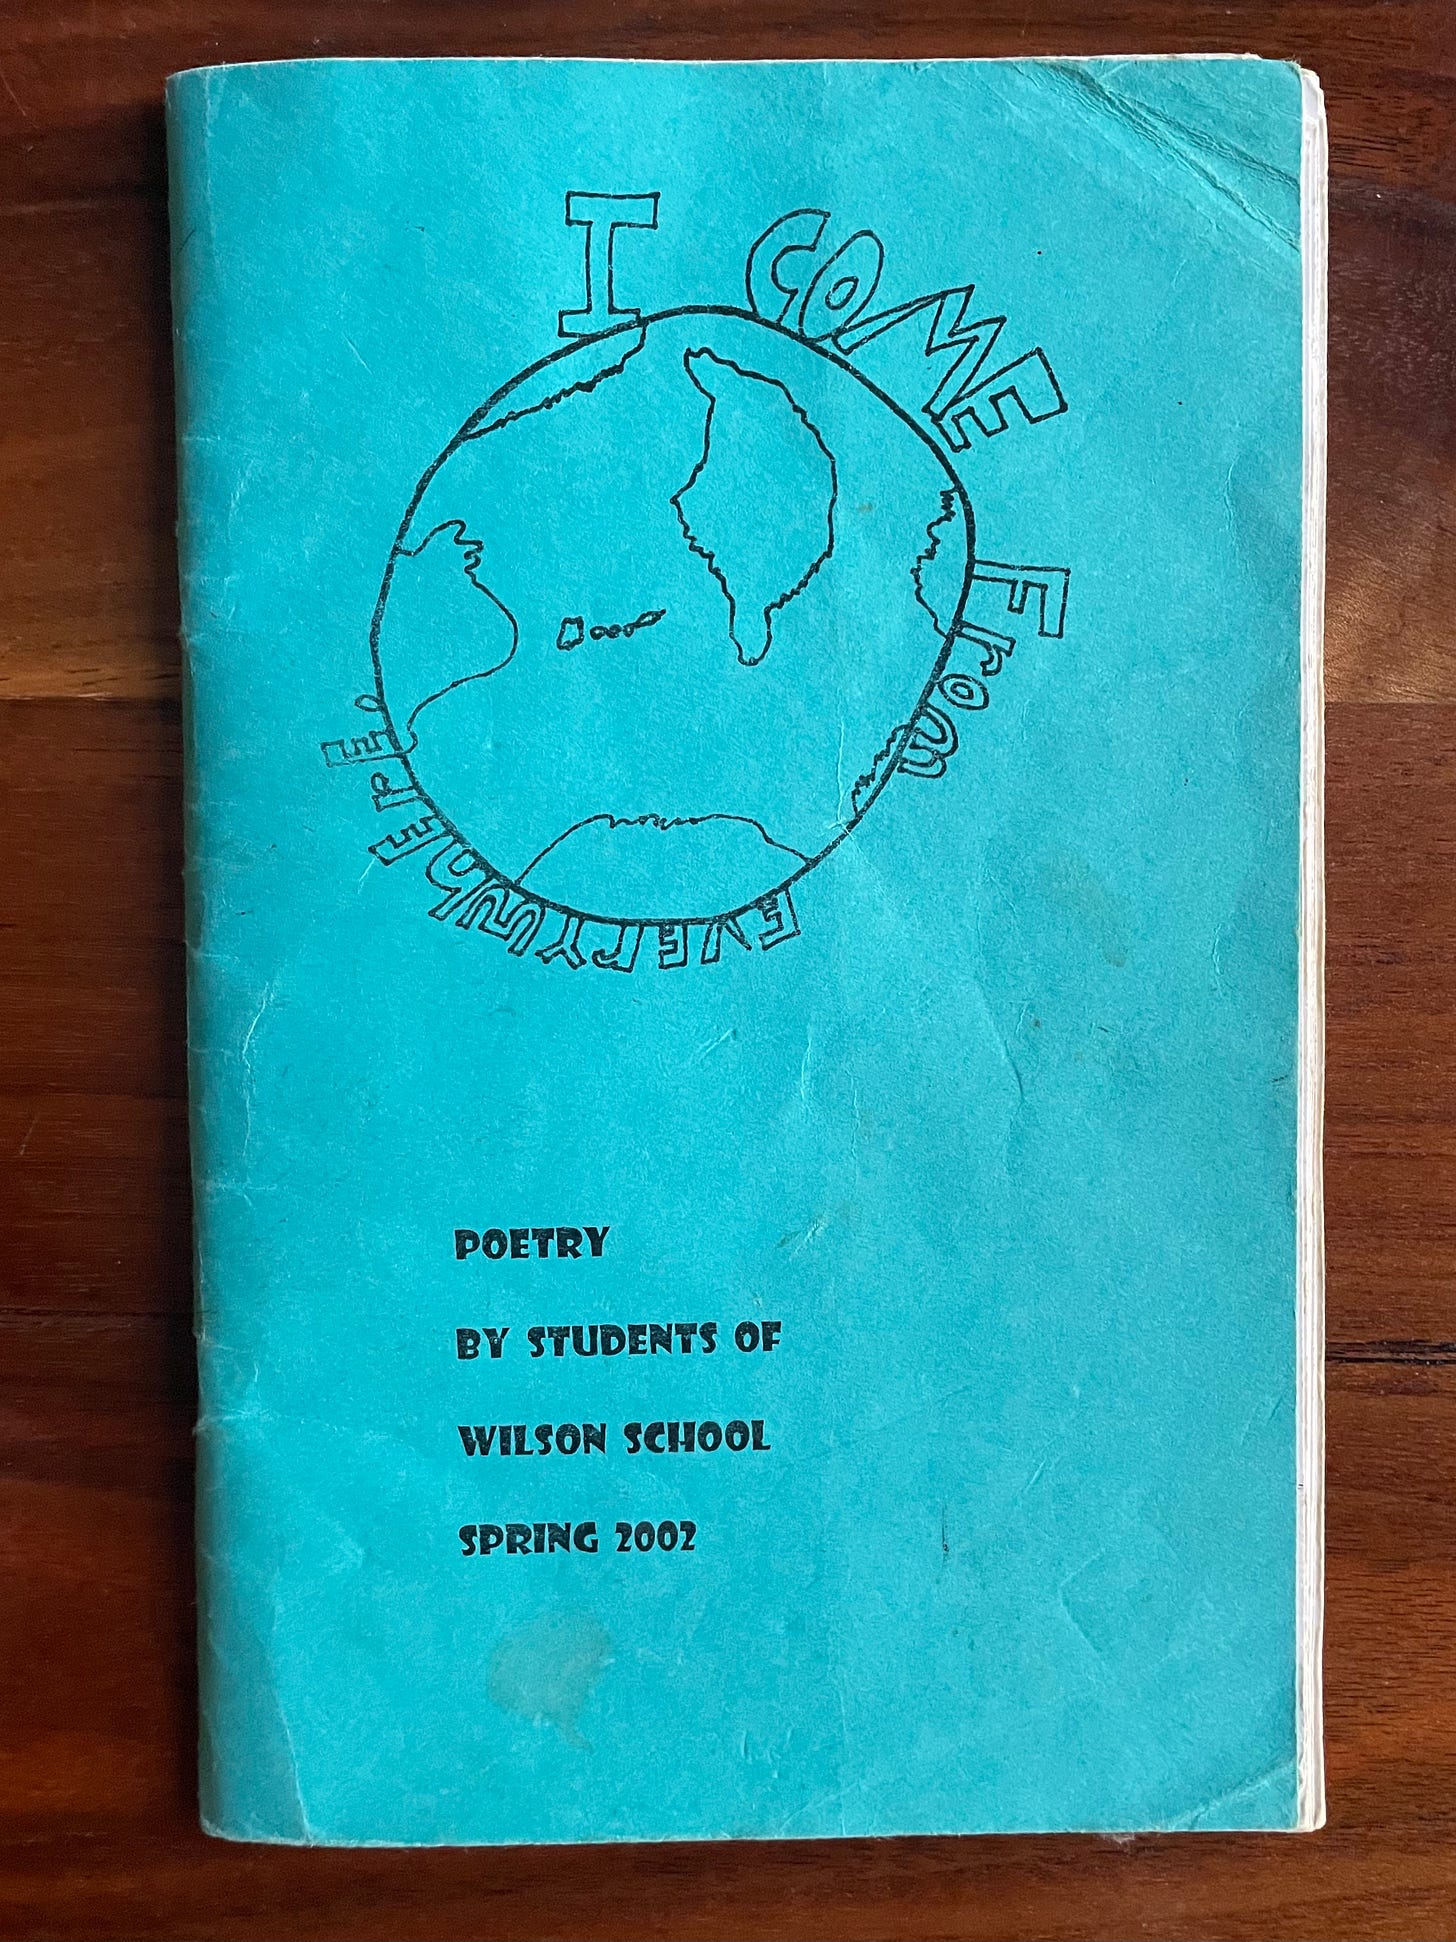 I COME From EVErYWhErE
POETRY
BY STUDENTS OF
WILSON SCHOOL
SPRING 2002